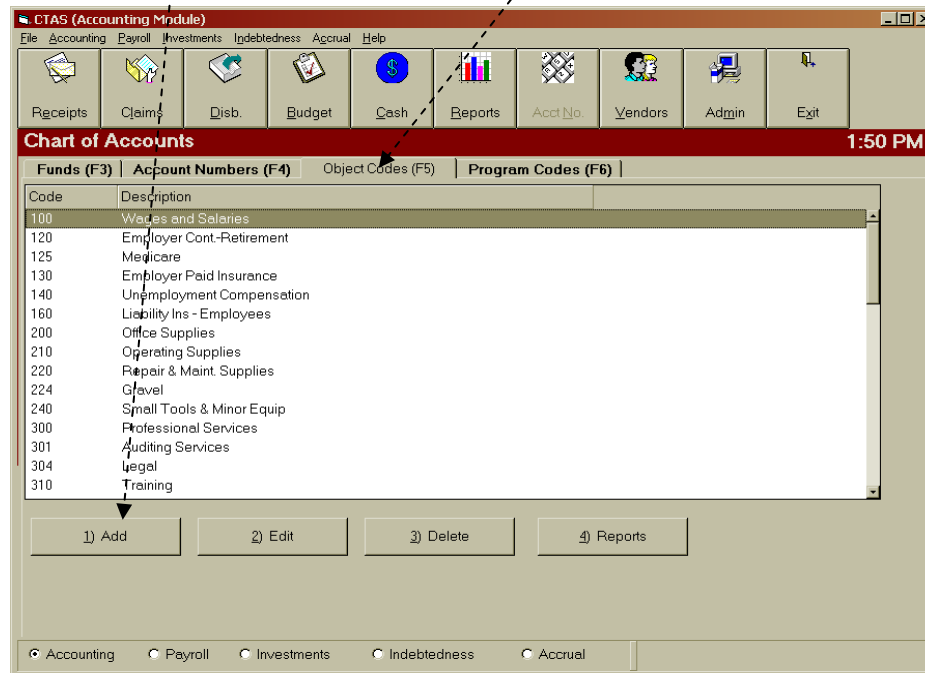 CTAS (Accounting Module)
File Accounting Payroll Investments Indebtedness Accrual Help
Receipts Claims Disb. Budget Cash Reports Acct No. Vendors Admin Exit
Chart of Accounts 1:50 PM
Funds (F3) Account Numbers (F4) Object Codes (F5) Program Codes (F6)
Code Description
100 Wages and Salaries
120 Employer Cont.-Retirement
125 Medicare
130 Employer Paid Insurance
140 Unemployment Compensation
160 Liability Ins - Employees
200 Office Supplies
210 Operating Supplies
220 Repair & Maint. Supplies
224 Gravel
240 Small Tools & Minor Equip
300 Professional Services
301 Auditing Services
304 Legal
310 Training
1) Add 2) Edit 3) Delete 4) Reports
Accounting Payroll Investments Indebtedness Accrual